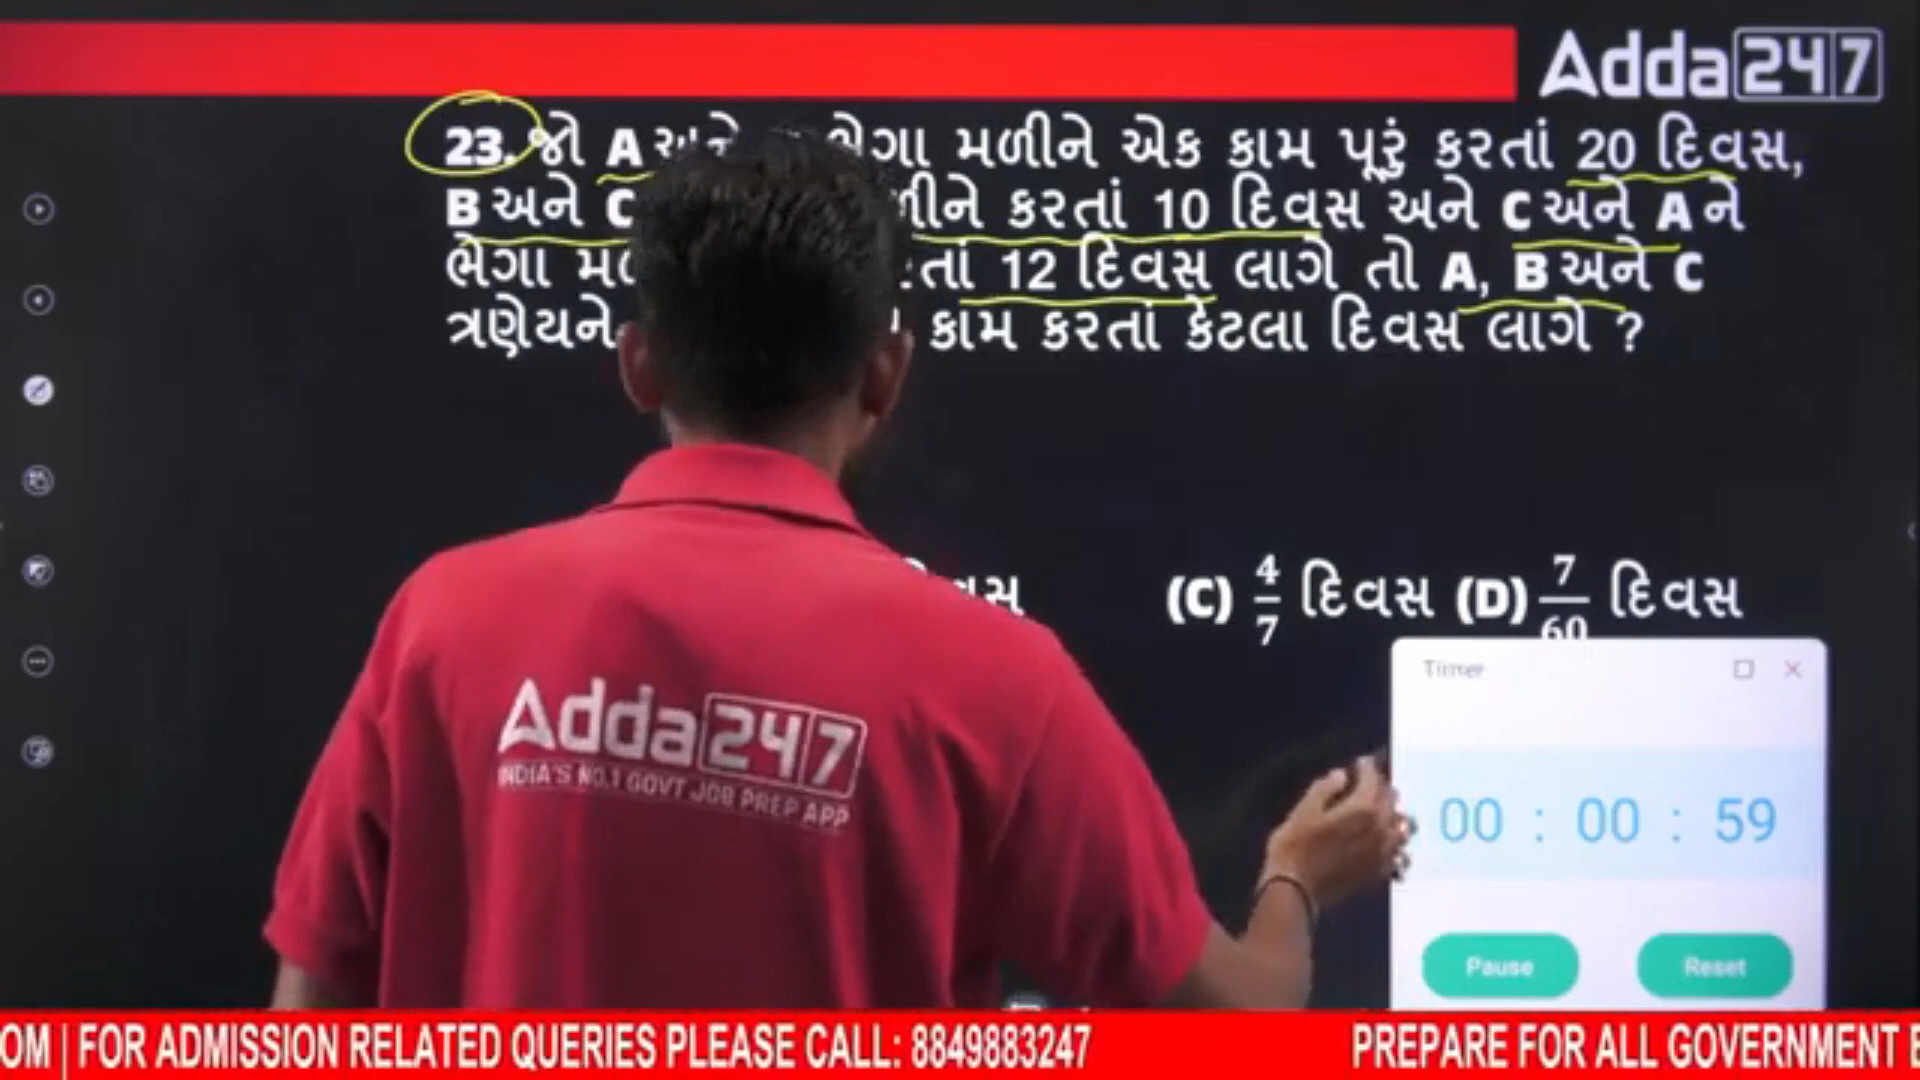 Adda247
23. જો A અને ભેગા મળીને એક કામ પૂરું કરતાં 20 દિવસ,
B અને C કરતાં 10 દિવસ અને C અને A ને
ભેગા 12 દિવસ લાગે તો A, B અને C
ત્રણેયને કામ કરતાં કેટલા દિવસ લાગે ?
(C) 4/7 દિવસ (D) 7/60 દિવસ
Tiimer
00 : 00 : 59
Pause Reset
Adda247
INDIA'S NO.1 GOVT JOB PREP APP
OM | FOR ADMISSION RELATED QUERIES PLEASE CALL: 8849883247 PREPARE FOR ALL GOVERNMENT E